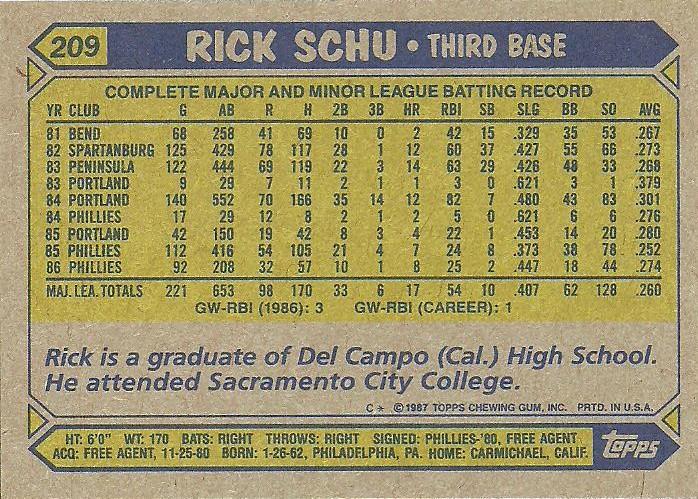 209 RICK SCHU • THIRD BASE
COMPLETE MAJOR AND MINOR LEAGUE BATTING RECORD
YR CLUB G AB R H 2B 3B HR RBI SB SLG BB SO AVG
81 BEND 68 258 41 69 10 0 2 42 15 .329 35 53 .267
82 SPARTANBURG 125 429 78 117 28 1 12 60 37 .427 55 66 .273
83 PENINSULA 122 444 69 119 22 3 14 63 29 .426 48 33 .268
83 PORTLAND 9 29 7 11 2 1 1 3 0 .621 3 1 .379
84 PORTLAND 140 552 70 166 35 14 12 82 7 .480 43 83 .301
84 PHILLIES 17 29 12 8 2 1 2 5 0 .621 6 6 .276
85 PORTLAND 42 150 19 42 8 3 4 22 1 .453 14 20 .280
85 PHILLIES 112 416 54 105 21 4 7 24 8 .373 38 78 .252
86 PHILLIES 92 208 32 57 10 1 8 25 2 .447 18 44 .274
MAJ. LEA. TOTALS 221 653 98 170 33 6 17 54 10 .407 62 128 .260
GW-RBI (1986): 3 GW-RBI (CAREER): 1
Rick is a graduate of Del Campo (Cal.) High School.
He attended Sacramento City College.
C * © 1987 TOPPS CHEWING GUM, INC. PRTD. IN U.S.A.
HT: 6'0" WT: 170 BATS: RIGHT THROWS: RIGHT SIGNED: PHILLIES-'80, FREE AGENT
ACQ: FREE AGENT, 11-25-80 BORN: 1-26-62, PHILADELPHIA, PA. HOME: CARMICHAEL, CALIF.
topps